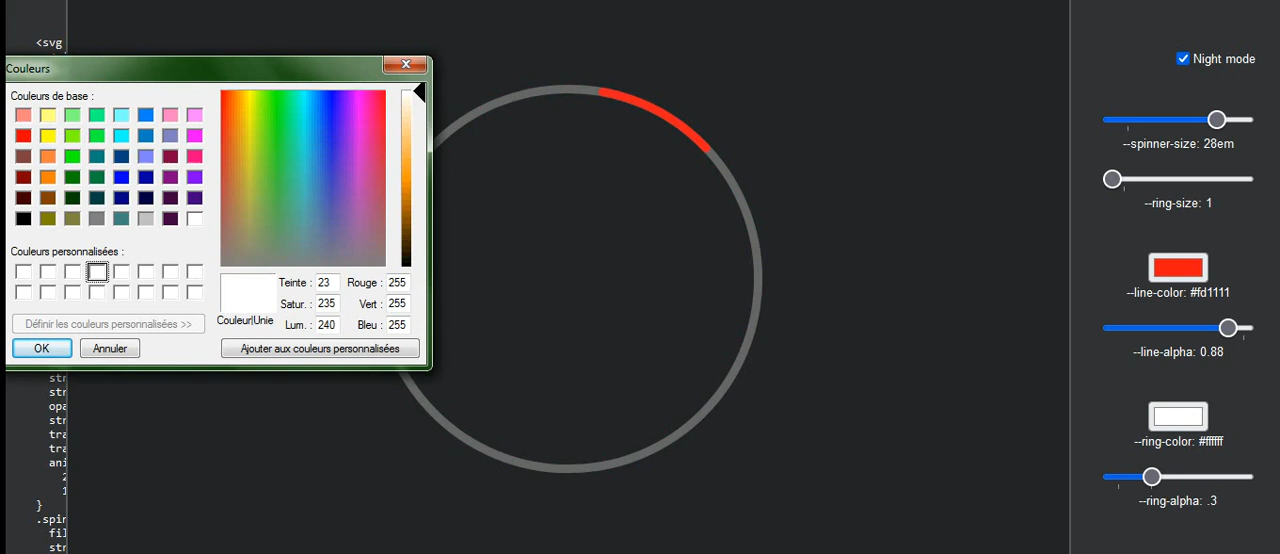 <svg
Couleurs
Couleurs de base :
Couleurs personnalisées :
Définir les couleurs personnalisées >>
OK
Annuler
Couleur|Unie
Teinte : 23
Satur. : 235
Lum. : 240
Rouge : 255
Vert : 255
Bleu : 255
Ajouter aux couleurs personnalisées
str
str
opa
str
tra
tra
ani
2
1
}
.spir
fil
str
Night mode
--spinner-size: 28em
--ring-size: 1
--line-color: #fd1111
--line-alpha: 0.88
--ring-color: #ffffff
--ring-alpha: .3